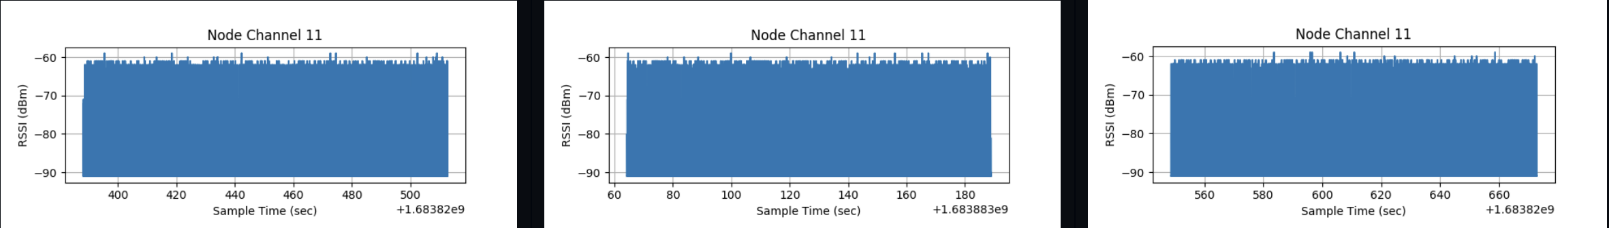 Node Channel 11
−60
−70
−80
−90
RSSI (dBm)
400 420 440 460 480 500
Sample Time (sec)
+1.68382e9
Node Channel 11
−60
−70
−80
−90
RSSI (dBm)
60 80 100 120 140 160 180
Sample Time (sec)
+1.683883e9
Node Channel 11
−60
−70
−80
−90
RSSI (dBm)
560 580 600 620 640 660
Sample Time (sec)
+1.68382e9